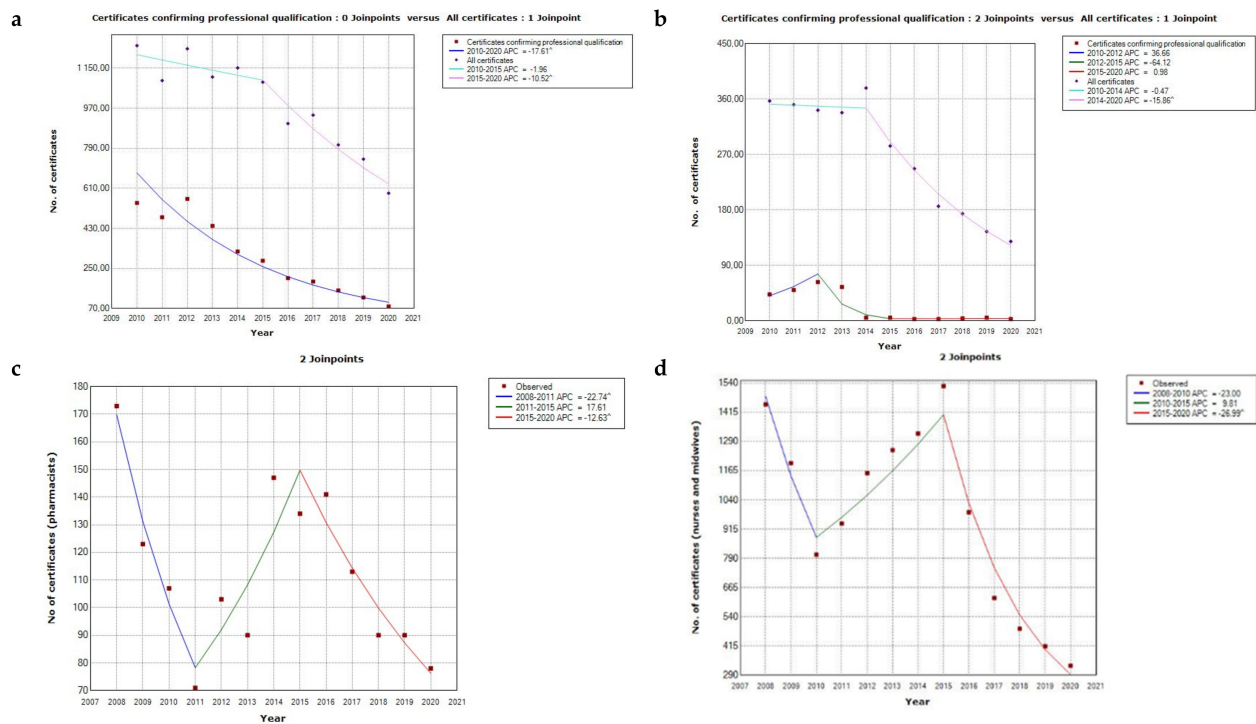 a
Certificates confirming professional qualification : 0 Joinpoints versus All certificates : 1 Joinpoint
Certificates confirming professional qualification
2010-2020 APC = -17.61^
All certificates
2010-2015 APC = -1.96
2015-2020 APC = -10.52^
No. of certificates
1 150,00
970,00
790,00
610,00
430,00
250,00
70,00
2009 2010 2011 2012 2013 2014 2015 2016 2017 2018 2019 2020 2021
Year
b
Certificates confirming professional qualification : 2 Joinpoints versus All certificates : 1 Joinpoint
Certificates confirming professional qualification
2010-2012 APC = 36.66
2012-2015 APC = -64.12
2015-2020 APC = 0.98
All certificates
2010-2014 APC = -0.47
2014-2020 APC = -15.86^
No. of certificates
450,00
360,00
270,00
180,00
90,00
0,00
2009 2010 2011 2012 2013 2014 2015 2016 2017 2018 2019 2020 2021
Year
c
2 Joinpoints
Observed
2008-2011 APC = -22.74^
2011-2015 APC = 17.61
2015-2020 APC = -12.63^
No of certificates (pharmacists)
180
170
160
150
140
130
120
110
100
90
80
70
2007 2008 2009 2010 2011 2012 2013 2014 2015 2016 2017 2018 2019 2020 2021
Year
d
2 Joinpoints
Observed
2008-2010 APC = -23.00
2010-2015 APC = 9.81
2015-2020 APC = -26.99^
No. of certificates (nurses and midwives)
1540
1415
1290
1165
1040
915
790
665
540
415
290
2007 2008 2009 2010 2011 2012 2013 2014 2015 2016 2017 2018 2019 2020 2021
Year